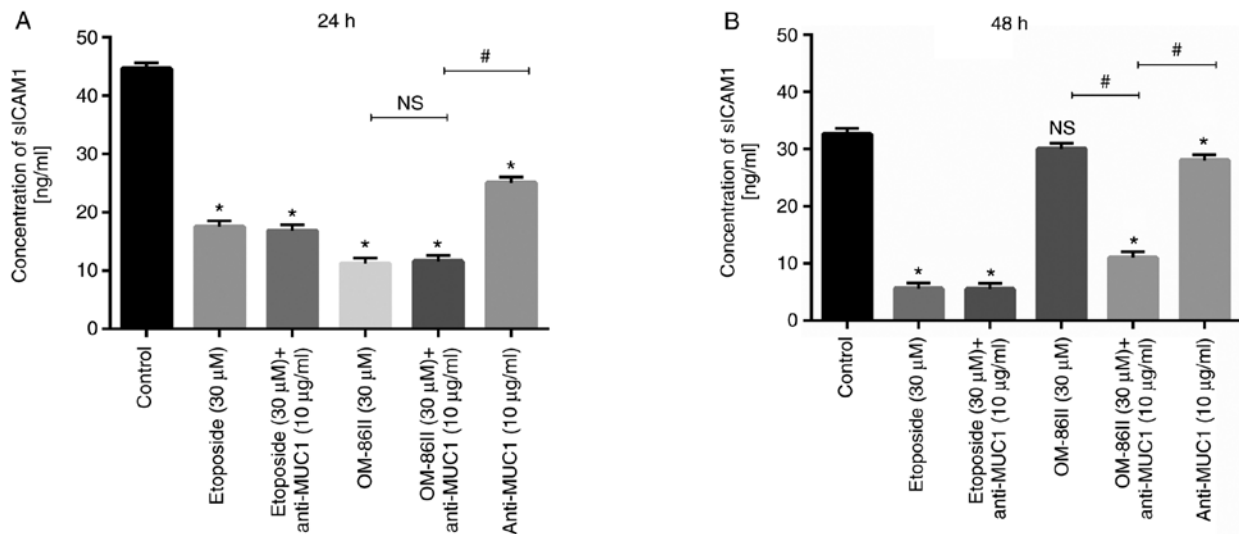 A
24 h
Concentration of sICAM1
[ng/ml]
50
40
30
20
10
0
*
*
*
*
*
NS
#
Control
Etoposide (30 µM)
Etoposide (30 µM)+
anti-MUC1 (10 µg/ml)
OM-86II (30 µM)
OM-86II (30 µM)+
anti-MUC1 (10 µg/ml)
Anti-MUC1 (10 µg/ml)
B
48 h
Concentration of sICAM1
[ng/ml]
50
40
30
20
10
0
*
*
NS
*
*
#
#
Control
Etoposide (30 µM)
Etoposide (30 µM)+
anti-MUC1 (10 µg/ml)
OM-86II (30 µM)
OM-86II (30 µM)+
anti-MUC1 (10 µg/ml)
Anti-MUC1 (10 µg/ml)